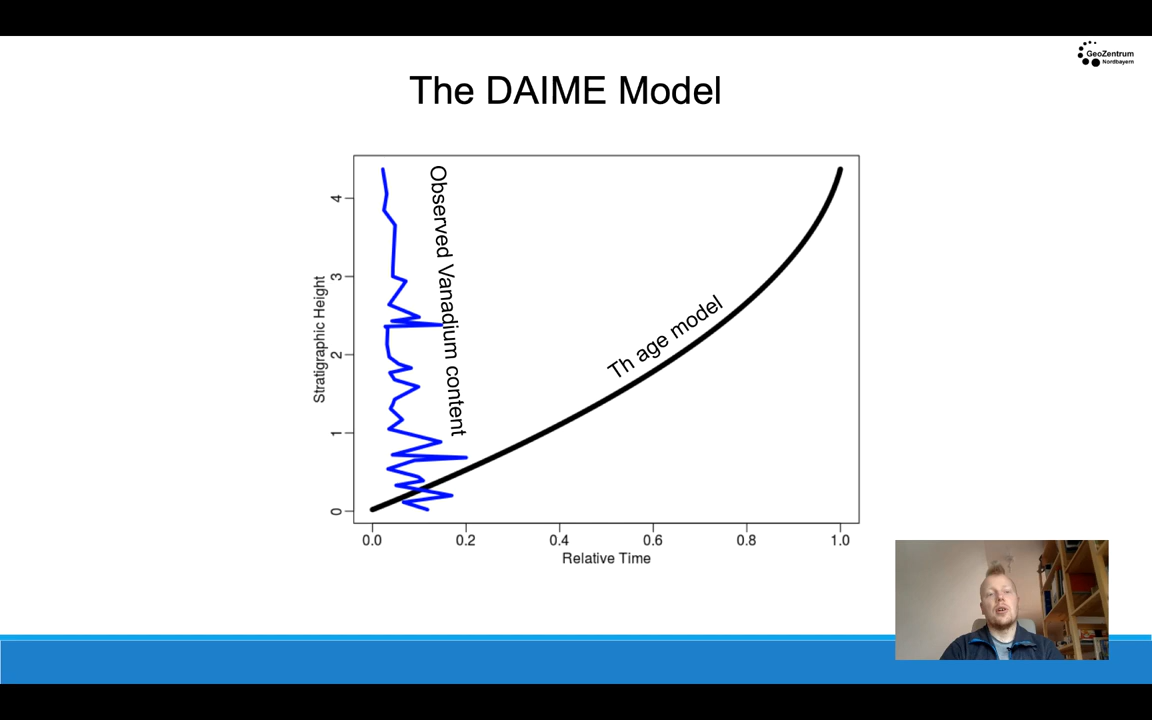 GeoZentrum
Nordbayern
The DAIME Model
Observed Vanadium content
Th age model
Stratigraphic Height
4
3
2
1
0
0.0 0.2 0.4 0.6 0.8 1.0
Relative Time